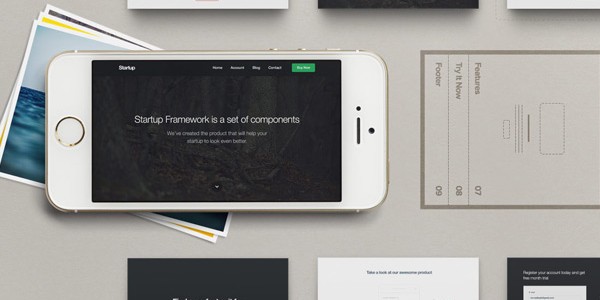 Startup
Home Account Blog Contact Buy Now
Startup Framework is a set of components
We've created the product that will help your
startup to look even better.
Features 07
Try It Now 08
Footer 09
Take a look at our awesome product
Register your account today and get
free month trial